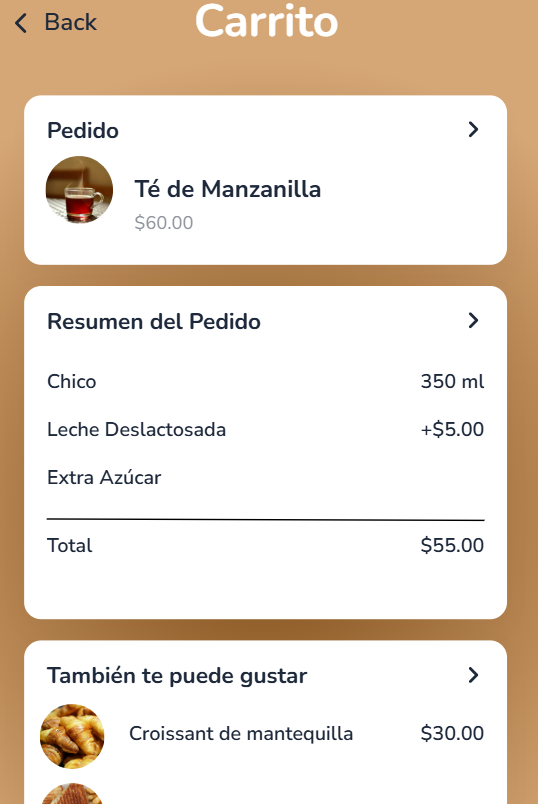 Back
Carrito
Pedido
Té de Manzanilla
$60.00
Resumen del Pedido
Chico 350 ml
Leche Deslactosada +$5.00
Extra Azúcar
Total $55.00
También te puede gustar
Croissant de mantequilla $30.00